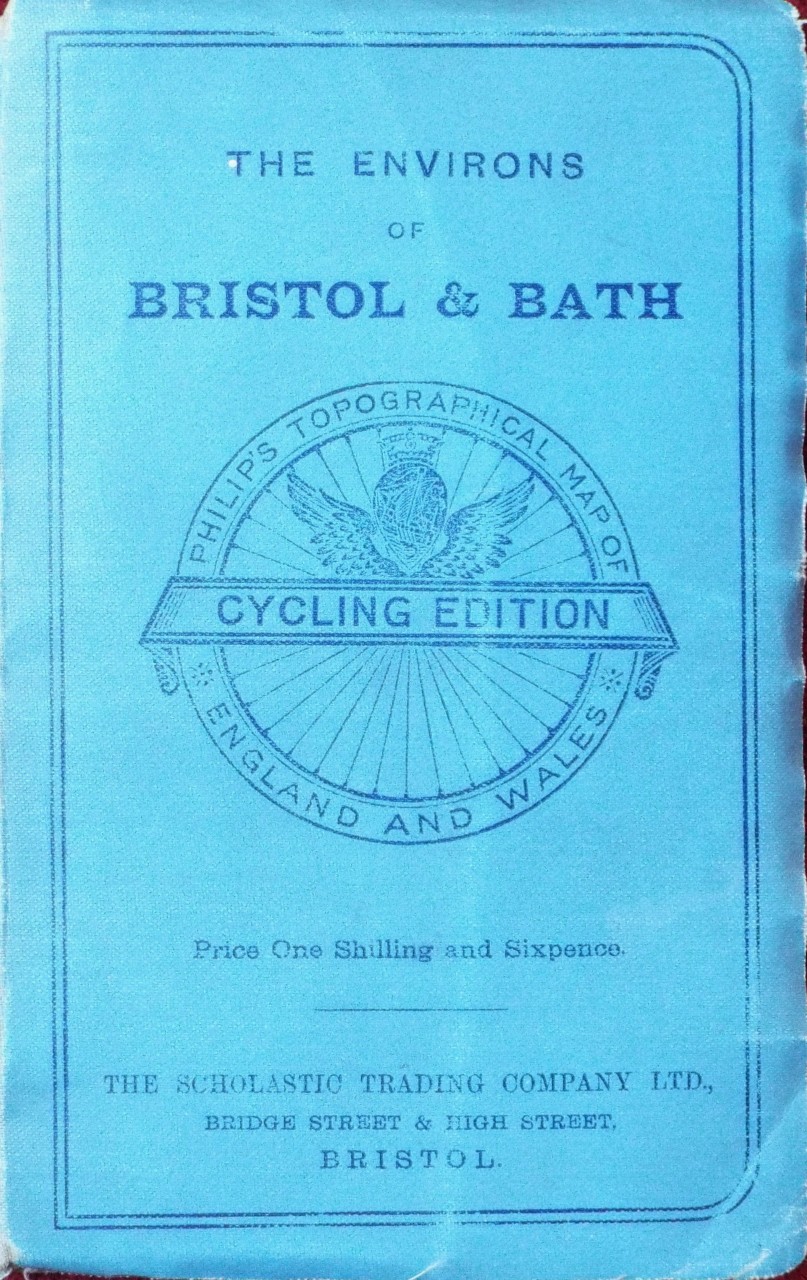 THE ENVIRONS
OF
BRISTOL & BATH
PHILIP'S TOPOGRAPHICAL MAP OF
CYCLING EDITION
ENGLAND AND WALES
Price One Shilling and Sixpence.
THE SCHOLASTIC TRADING COMPANY LTD.,
BRIDGE STREET & HIGH STREET,
BRISTOL.